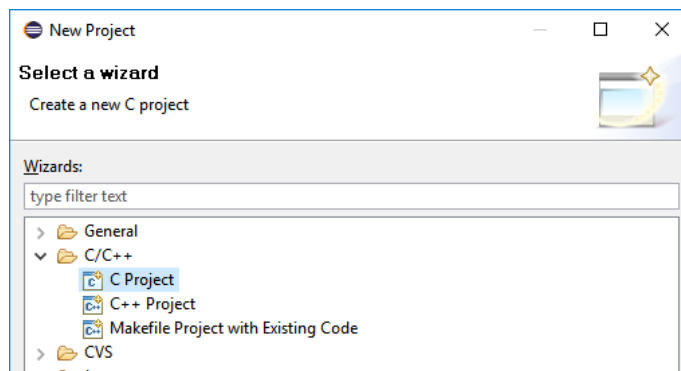 New Project
Select a wizard
Create a new C project
Wizards:
type filter text
General
C/C++
C Project
C++ Project
Makefile Project with Existing Code
CVS